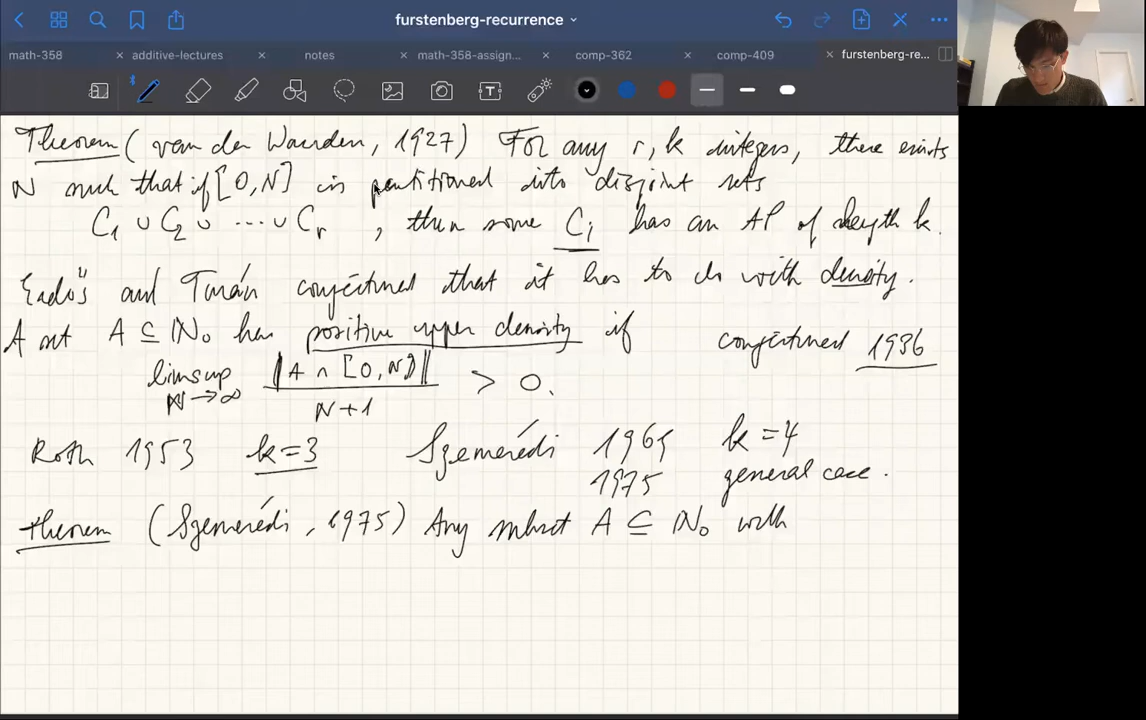 furstenberg-recurrence
math-358
additive-lectures
notes
math-358-assign...
comp-362
comp-409
furstenberg-re...
Theorem (van der Waerden, 1927) For any r, k integers, there exists
N such that if [0,N] is partitioned into disjoint sets
C₁ ∪ C₂ ∪ ... ∪ Cᵣ, then some Cᵢ has an AP of length k.
Erdős and Turán conjectured that it has to do with density.
A set A ⊆ ℕ₀ has positive upper density if
conjectured 1936
limsup N→∞ |A ∩ [0,N]| / N+1 > 0.
Roth 1953 k=3 Szemerédi 1969 k=4
1975 general case.
Theorem (Szemerédi, 1975) Any subset A ⊆ ℕ₀ with